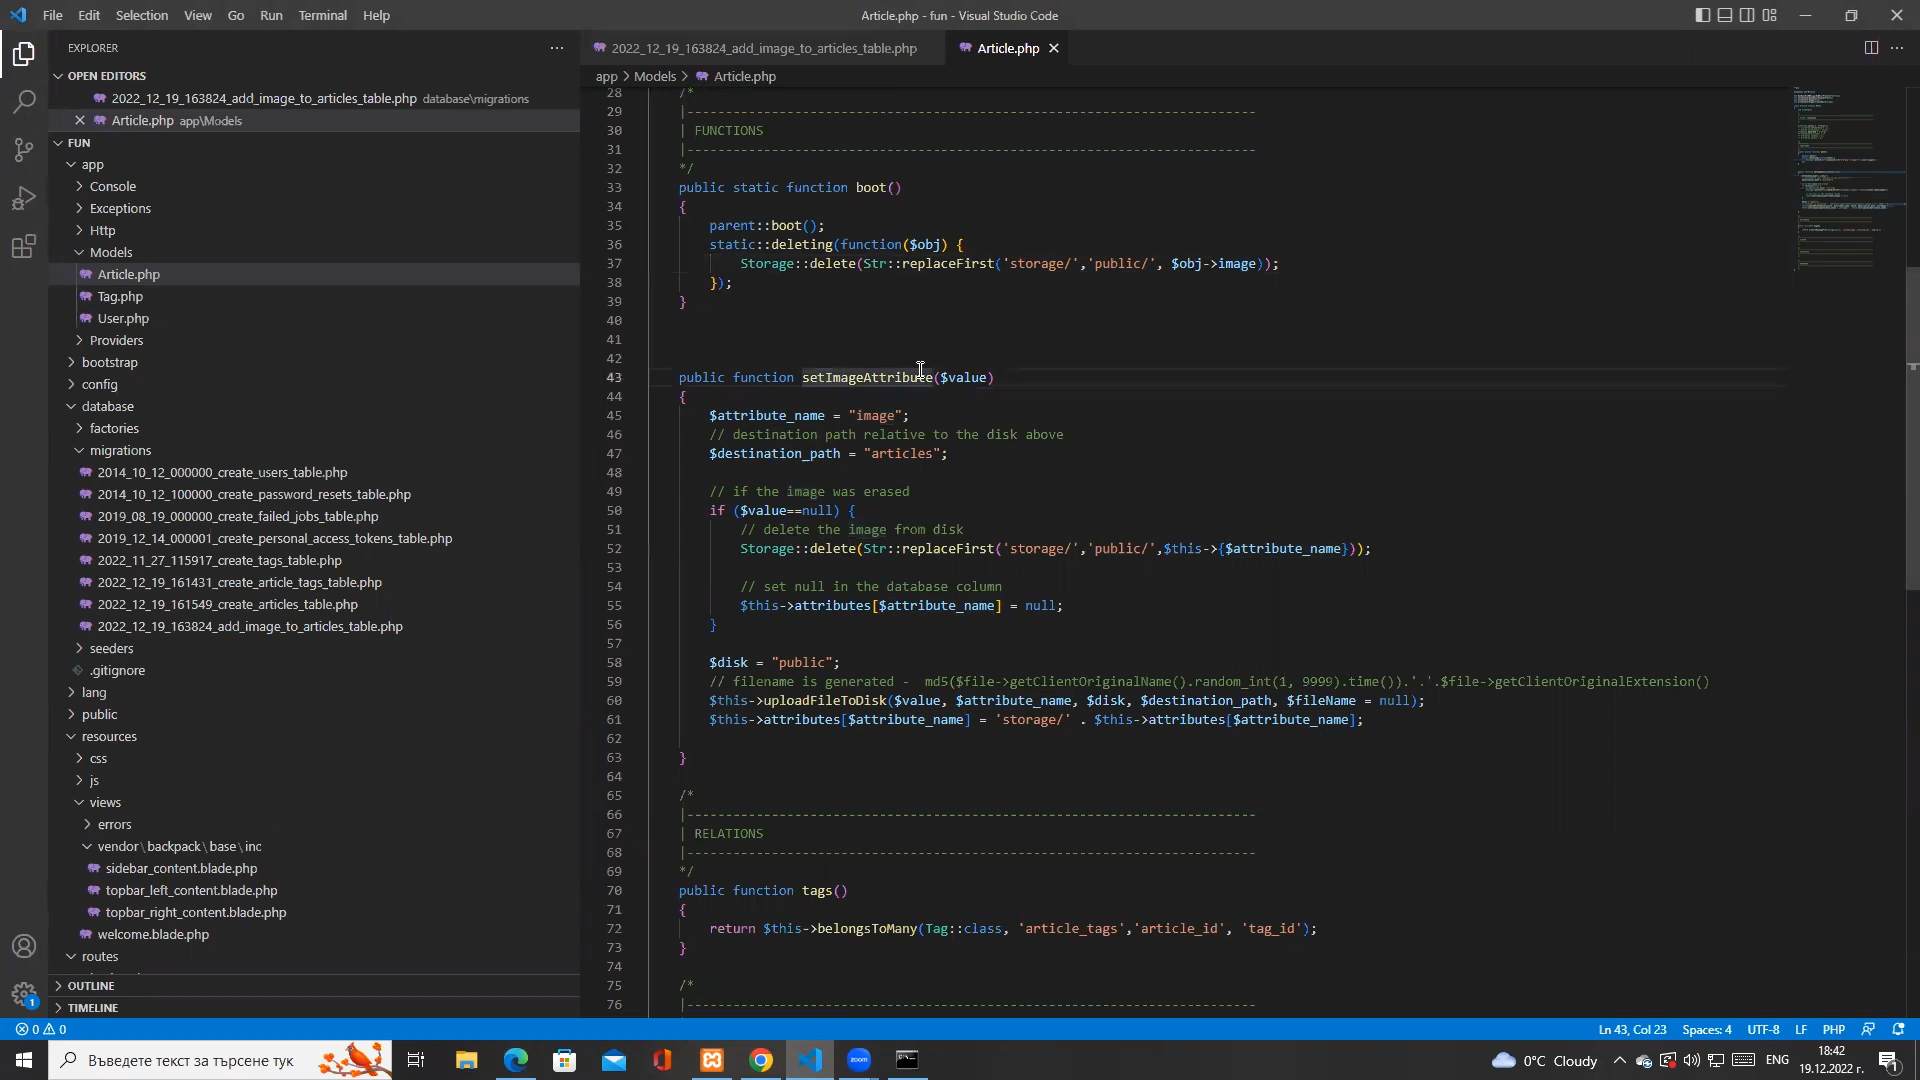 File Edit Selection View Go Run Terminal Help
Article.php - fun - Visual Studio Code
EXPLORER
OPEN EDITORS
2022_12_19_163824_add_image_to_articles_table.php database\migrations
Article.php app\Models
FUN
app
Console
Exceptions
Http
Models
Article.php
Tag.php
User.php
Providers
bootstrap
config
database
factories
migrations
2014_10_12_000000_create_users_table.php
2014_10_12_100000_create_password_resets_table.php
2019_08_19_000000_create_failed_jobs_table.php
2019_12_14_000001_create_personal_access_tokens_table.php
2022_11_27_115917_create_tags_table.php
2022_12_19_161431_create_article_tags_table.php
2022_12_19_161549_create_articles_table.php
2022_12_19_163824_add_image_to_articles_table.php
seeders
.gitignore
lang
public
resources
css
js
views
errors
vendor\backpack\base\inc
sidebar_content.blade.php
topbar_left_content.blade.php
topbar_right_content.blade.php
welcome.blade.php
routes
OUTLINE
TIMELINE
2022_12_19_163824_add_image_to_articles_table.php
Article.php
app > Models > Article.php
28 /*
29 |--------------------------------------------------------------------------
30 | FUNCTIONS
31 |--------------------------------------------------------------------------
32 */
33 public static function boot()
34 {
35 parent::boot();
36 static::deleting(function($obj) {
37 Storage::delete(Str::replaceFirst('storage/','public/', $obj->image));
38 });
39 }
40
41
42
43 public function setImageAttribute($value)
44 {
45 $attribute_name = "image";
46 // destination path relative to the disk above
47 $destination_path = "articles";
48
49 // if the image was erased
50 if ($value==null) {
51 // delete the image from disk
52 Storage::delete(Str::replaceFirst('storage/','public/',$this->{$attribute_name}));
53
54 // set null in the database column
55 $this->attributes[$attribute_name] = null;
56 }
57
58 $disk = "public";
59 // filename is generated -  md5($file->getClientOriginalName().random_int(1, 9999).time()).'.'.$file->getClientOriginalExtension()
60 $this->uploadFileToDisk($value, $attribute_name, $disk, $destination_path, $fileName = null);
61 $this->attributes[$attribute_name] = 'storage/' . $this->attributes[$attribute_name];
62
63 }
64
65 /*
66 |--------------------------------------------------------------------------
67 | RELATIONS
68 |--------------------------------------------------------------------------
69 */
70 public function tags()
71 {
72 return $this->belongsToMany(Tag::class, 'article_tags','article_id', 'tag_id');
73 }
74
75 /*
76 |--------------------------------------------------------------------------
1
0 0
Ln 43, Col 23 Spaces: 4 UTF-8 LF PHP
Въведете текст за търсене тук
zoom
0°C Cloudy
ENG
18:42
19.12.2022 г.
1